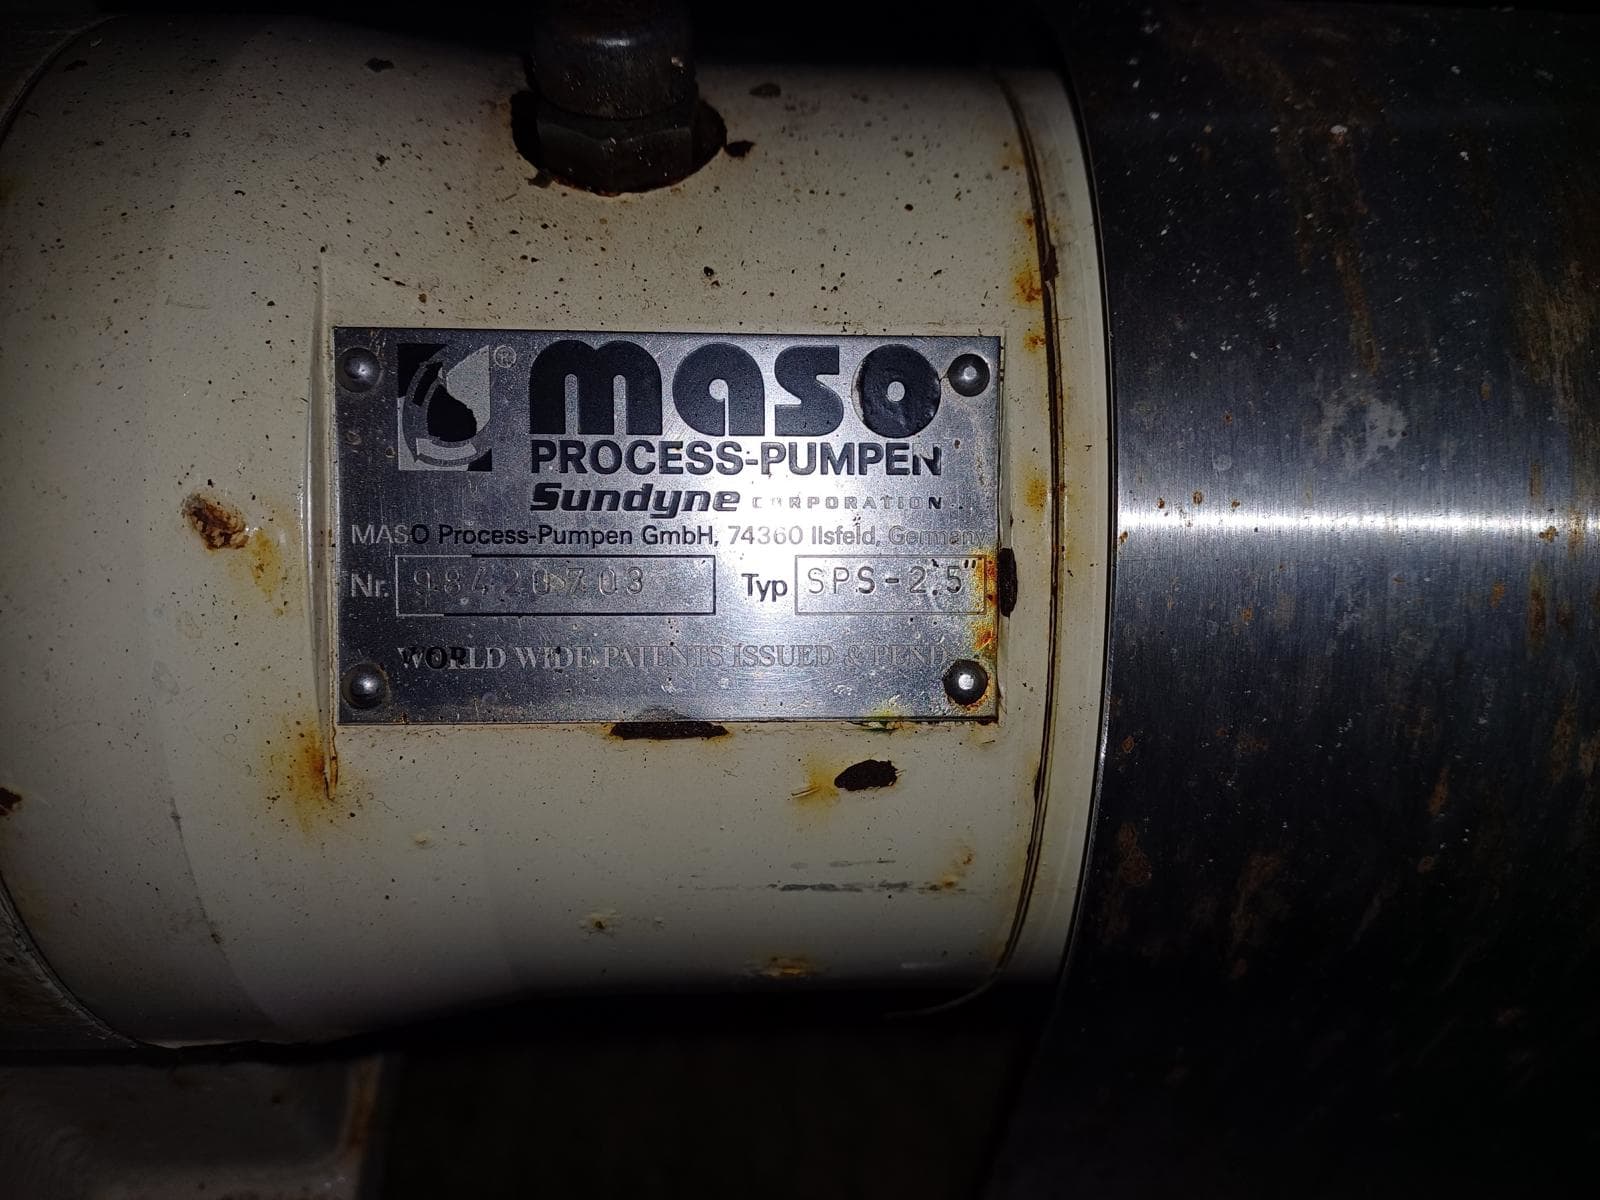 ®
maso
PROCESS-PUMPEN
Sundyne CORPORATION
MASO Process-Pumpen GmbH, 74360 Ilsfeld, Germany
Nr. 98420703 Typ SPS-2.5"
WORLD WIDE PATENTS ISSUED & PEND